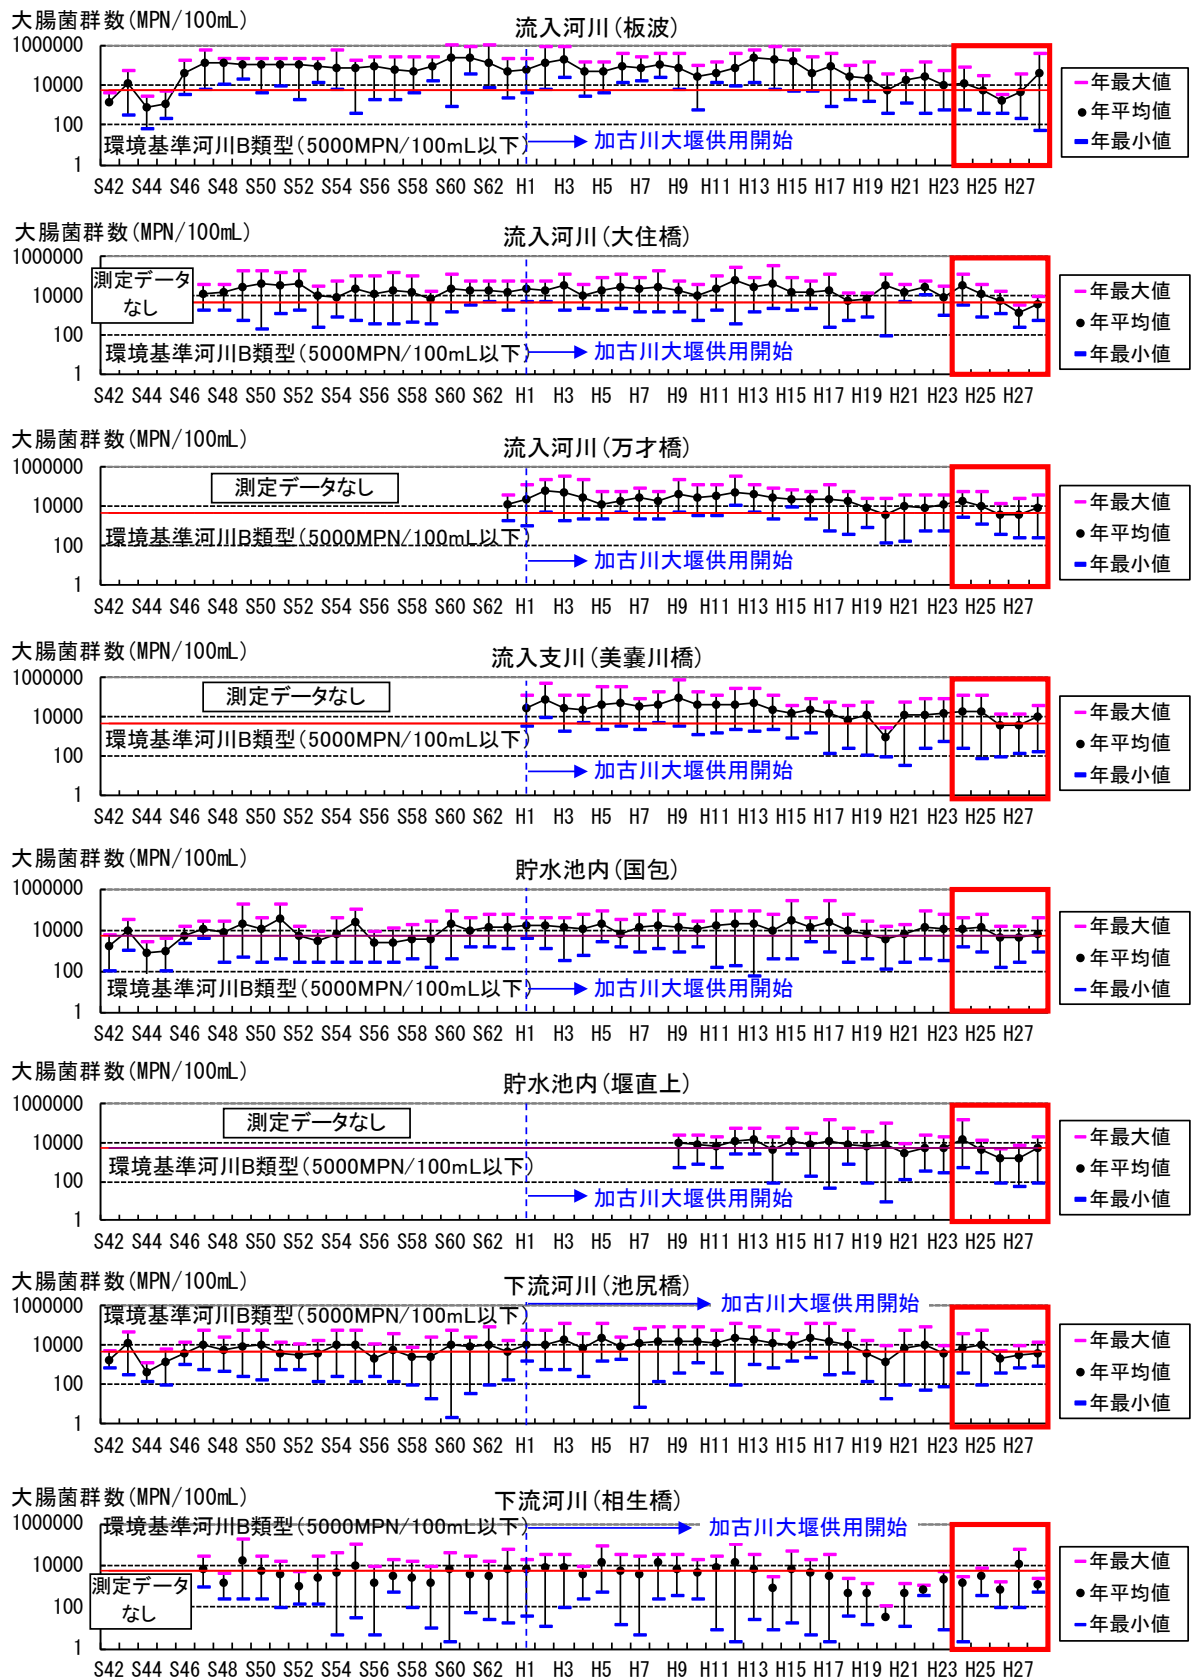 大腸菌群数(MPN/100mL)
流入河川(板波)
1000000
10000
100
1
環境基準河川B類型(5000MPN/100mL以下)
加古川大堰供用開始
年最大値
年平均値
年最小値
S42 S44 S46 S48 S50 S52 S54 S56 S58 S60 S62 H1 H3 H5 H7 H9 H11 H13 H15 H17 H19 H21 H23 H25 H27
大腸菌群数(MPN/100mL)
流入河川(大住橋)
1000000
10000
100
1
測定データ
なし
環境基準河川B類型(5000MPN/100mL以下)
加古川大堰供用開始
年最大値
年平均値
年最小値
S42 S44 S46 S48 S50 S52 S54 S56 S58 S60 S62 H1 H3 H5 H7 H9 H11 H13 H15 H17 H19 H21 H23 H25 H27
大腸菌群数(MPN/100mL)
流入河川(万才橋)
1000000
10000
100
1
測定データなし
環境基準河川B類型(5000MPN/100mL以下)
加古川大堰供用開始
年最大値
年平均値
年最小値
S42 S44 S46 S48 S50 S52 S54 S56 S58 S60 S62 H1 H3 H5 H7 H9 H11 H13 H15 H17 H19 H21 H23 H25 H27
大腸菌群数(MPN/100mL)
流入支川(美嚢川橋)
1000000
10000
100
1
測定データなし
環境基準河川B類型(5000MPN/100mL以下)
加古川大堰供用開始
年最大値
年平均値
年最小値
S42 S44 S46 S48 S50 S52 S54 S56 S58 S60 S62 H1 H3 H5 H7 H9 H11 H13 H15 H17 H19 H21 H23 H25 H27
大腸菌群数(MPN/100mL)
貯水池内(国包)
1000000
10000
100
1
環境基準河川B類型(5000MPN/100mL以下)
加古川大堰供用開始
年最大値
年平均値
年最小値
S42 S44 S46 S48 S50 S52 S54 S56 S58 S60 S62 H1 H3 H5 H7 H9 H11 H13 H15 H17 H19 H21 H23 H25 H27
大腸菌群数(MPN/100mL)
貯水池内(堰直上)
1000000
10000
100
1
測定データなし
環境基準河川B類型(5000MPN/100mL以下)
加古川大堰供用開始
年最大値
年平均値
年最小値
S42 S44 S46 S48 S50 S52 S54 S56 S58 S60 S62 H1 H3 H5 H7 H9 H11 H13 H15 H17 H19 H21 H23 H25 H27
大腸菌群数(MPN/100mL)
下流河川(池尻橋)
1000000
10000
100
1
環境基準河川B類型(5000MPN/100mL以下)
加古川大堰供用開始
年最大値
年平均値
年最小値
S42 S44 S46 S48 S50 S52 S54 S56 S58 S60 S62 H1 H3 H5 H7 H9 H11 H13 H15 H17 H19 H21 H23 H25 H27
大腸菌群数(MPN/100mL)
下流河川(相生橋)
1000000
10000
100
1
環境基準河川B類型(5000MPN/100mL以下)
加古川大堰供用開始
測定データ
なし
年最大値
年平均値
年最小値
S42 S44 S46 S48 S50 S52 S54 S56 S58 S60 S62 H1 H3 H5 H7 H9 H11 H13 H15 H17 H19 H21 H23 H25 H27